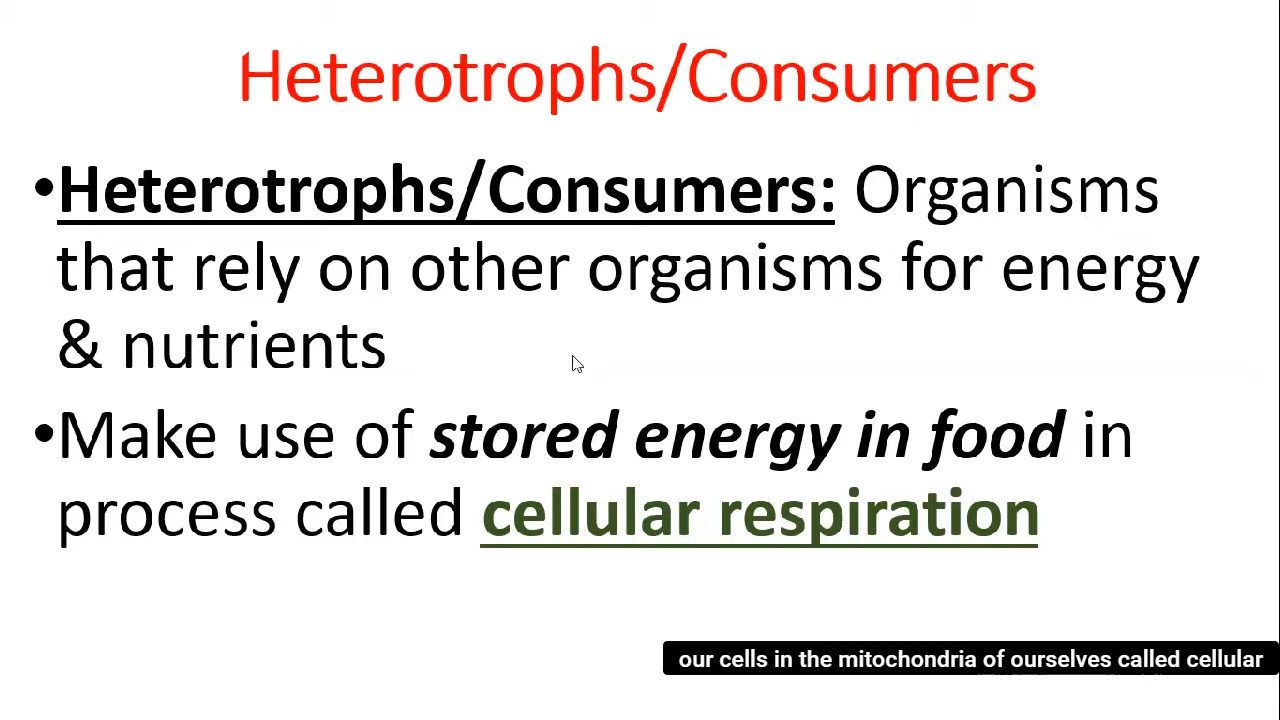 Heterotrophs/Consumers
•Heterotrophs/Consumers: Organisms
that rely on other organisms for energy
& nutrients
•Make use of stored energy in food in
process called cellular respiration
our cells in the mitochondria of ourselves called cellular